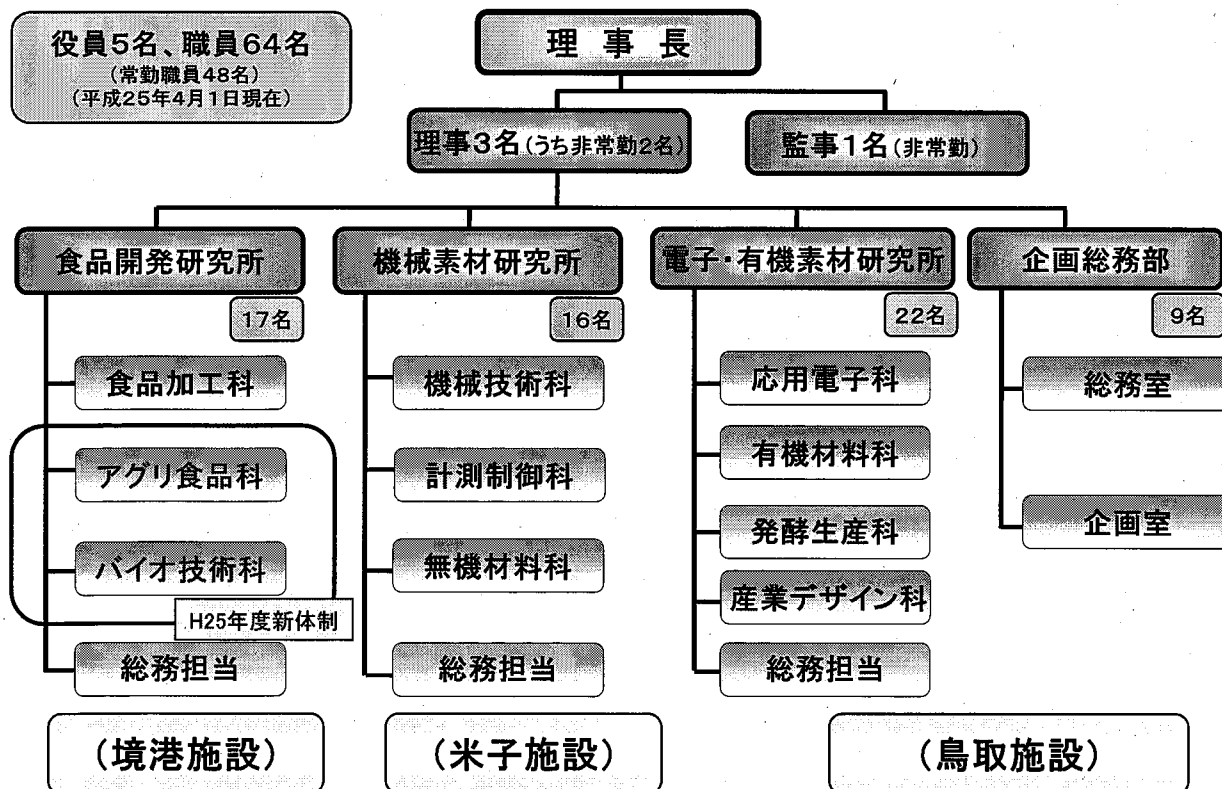 役員5名、職員64名
(常勤職員48名)
(平成25年4月1日現在)
理事長
理事3名(うち非常勤2名)
監事1名(非常勤)
食品開発研究所
17名
食品加工科
アグリ食品科
バイオ技術科
H25年度新体制
総務担当
(境港施設)
機械素材研究所
16名
機械技術科
計測制御科
無機材料科
総務担当
(米子施設)
電子・有機素材研究所
22名
応用電子科
有機材料科
発酵生産科
産業デザイン科
総務担当
企画総務部
9名
総務室
企画室
(鳥取施設)